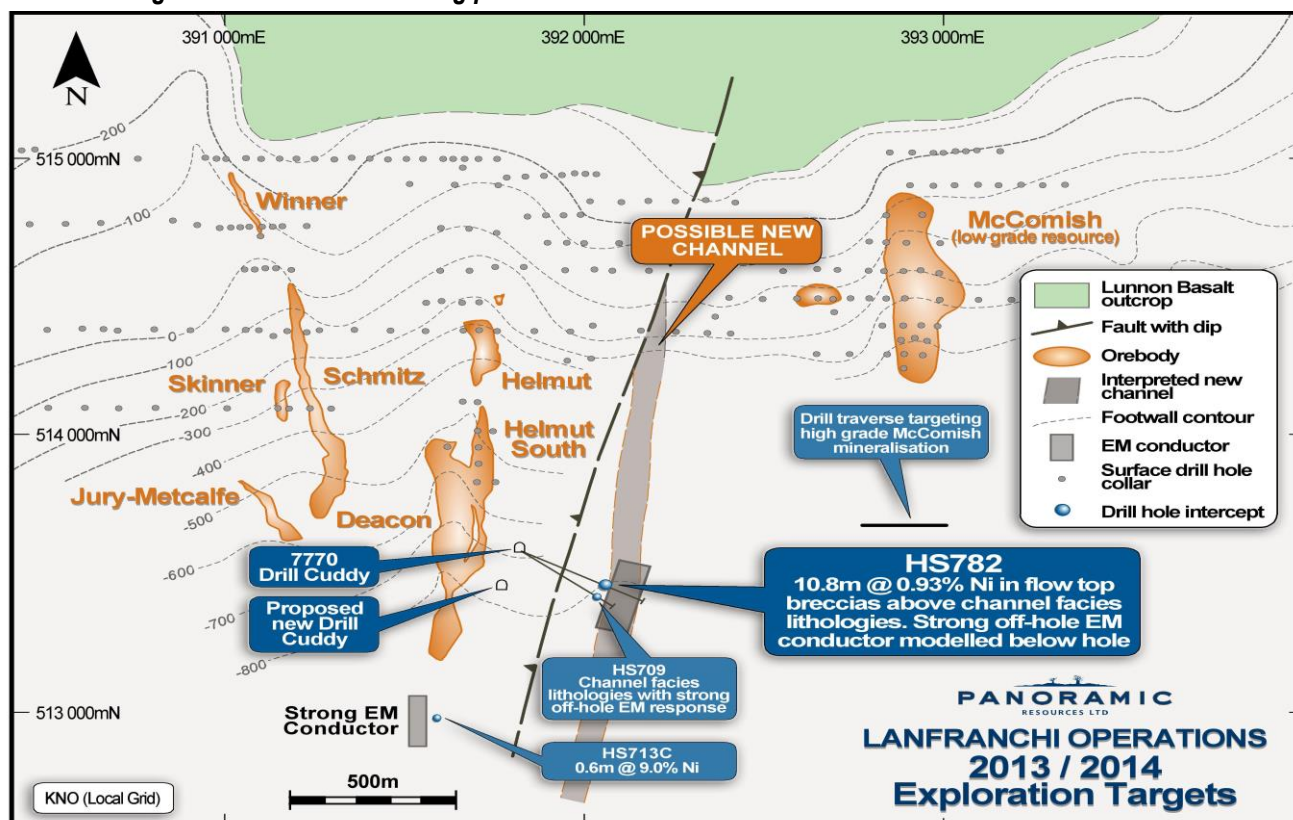 391 000mE
392 000mE
393 000mE
N
-200
515 000mN
Winner
-100
POSSIBLE NEW
CHANNEL
McComish
(low grade resource)
Lunnon Basalt
outcrop
Fault with dip
Orebody
Interpreted new
channel
Footwall contour
EM conductor
Surface drill hole
collar
Drill hole intercept
0
-100
-200
-300
-400
-500
-600
-700
-800
Skinner
Schmitz
Helmut
514 000mN
Helmut
South
Drill traverse targeting
high grade McComish
mineralisation
Jury-Metcalfe
Deacon
7770
Drill Cuddy
Proposed
new Drill
Cuddy
HS782
10.8m @ 0.93% Ni in flow top
breccias above channel facies
lithologies. Strong off-hole EM
conductor modelled below hole
HS709
Channel facies
lithologies with strong
off-hole EM response
513 000mN
Strong EM
Conductor
HS713C
0.6m @ 9.0% Ni
500m
KNO (Local Grid)
PANORAMIC
RESOURCES LTD
LANFRANCHI OPERATIONS
2013 / 2014
Exploration Targets